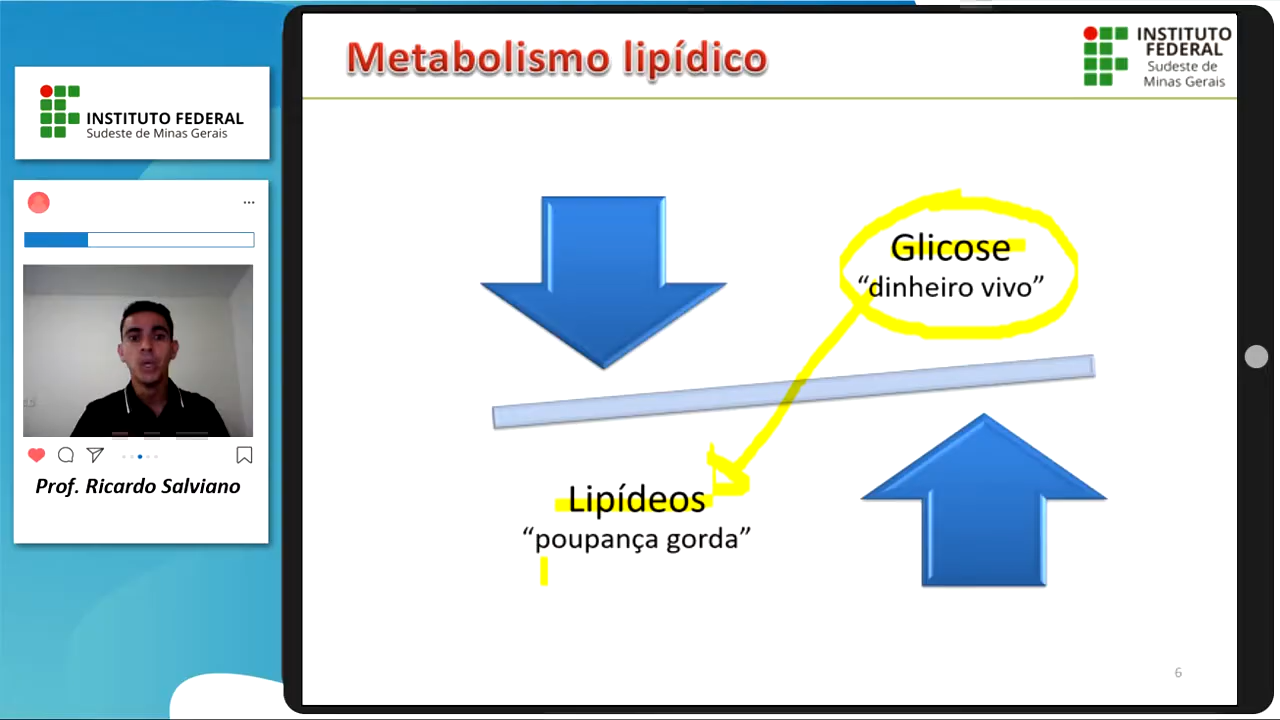 INSTITUTO FEDERAL
Sudeste de Minas Gerais
Prof. Ricardo Salviano
Metabolismo lipídico
INSTITUTO
FEDERAL
Sudeste de
Minas Gerais
Glicose
“dinheiro vivo”
Lipídeos
“poupança gorda”
6